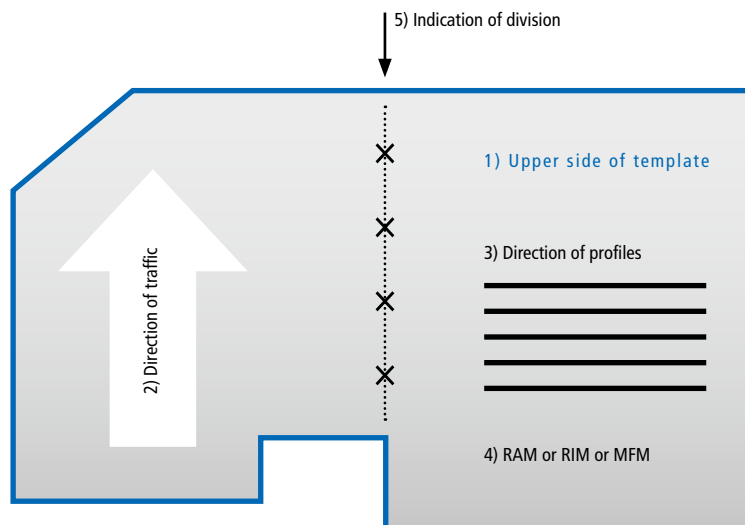 5) Indication of division
1) Upper side of template
2) Direction of traffic
3) Direction of profiles
4) RAM or RIM or MFM